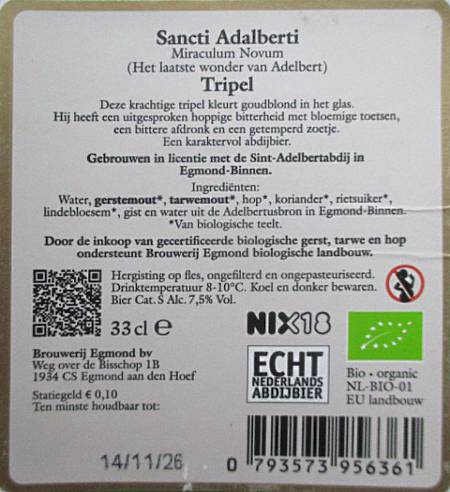 Sancti Adalberti
Miraculum Novum
(Het laatste wonder van Adelbert)
Tripel
Deze krachtige tripel kleurt goudblond in het glas.
Hij heeft een uitgesproken hoppige bitterheid met bloemige toetsen,
een bittere afdronk en een getemperd zoetje.
Een karaktervol abdijbier.
Gebrouwen in licentie met de Sint-Adelbertabdij in
Egmond-Binnen.
Ingrediënten:
Water, gerstemout*, tarwemout*, hop*, koriander*, rietsuiker*,
lindebloesem*, gist en water uit de Adelbertusbron in Egmond-Binnen.
*Van biologische teelt.
Door de inkoop van gecertificeerde biologische gerst, tarwe en hop
ondersteunt Brouwerij Egmond biologische landbouw.
Hergisting op fles, ongefilterd en ongepasteuriseerd.
Drinktemperatuur 8-10°C. Koel en donker bewaren.
Bier Cat. S Alc. 7,5% Vol.
33 cl e
NIX18
Brouwerij Egmond bv
Weg over de Bisschop 1B
1934 CS Egmond aan den Hoef
Statiegeld € 0,10
Ten minste houdbaar tot:
ECHT
NEDERLANDS
ABDIJBIER
Bio - organic
NL-BIO-01
EU landbouw
14/11/26
0 793573 956361